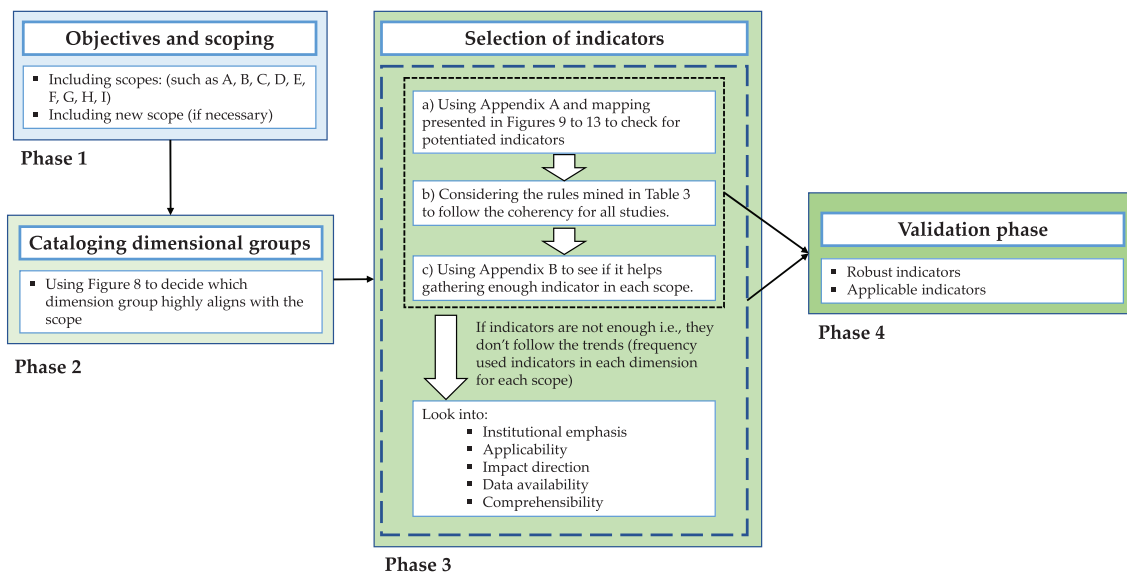 Objectives and scoping
▪ Including scopes: (such as A, B, C, D, E,
F, G, H, I)
▪ Including new scope (if necessary)
Phase 1
Cataloging dimensional groups
▪ Using Figure 8 to decide which
dimension group highly aligns with the
scope
Phase 2
Selection of indicators
a) Using Appendix A and mapping
presented in Figures 9 to 13 to check for
potentiated indicators
b) Considering the rules mined in Table 3
to follow the coherency for all studies.
c) Using Appendix B to see if it helps
gathering enough indicator in each scope.
If indicators are not enough i.e., they
don't follow the trends (frequency
used indicators in each dimension
for each scope)
Look into:
▪ Institutional emphasis
▪ Applicability
▪ Impact direction
▪ Data availability
▪ Comprehensibility
Phase 3
Validation phase
▪ Robust indicators
▪ Applicable indicators
Phase 4